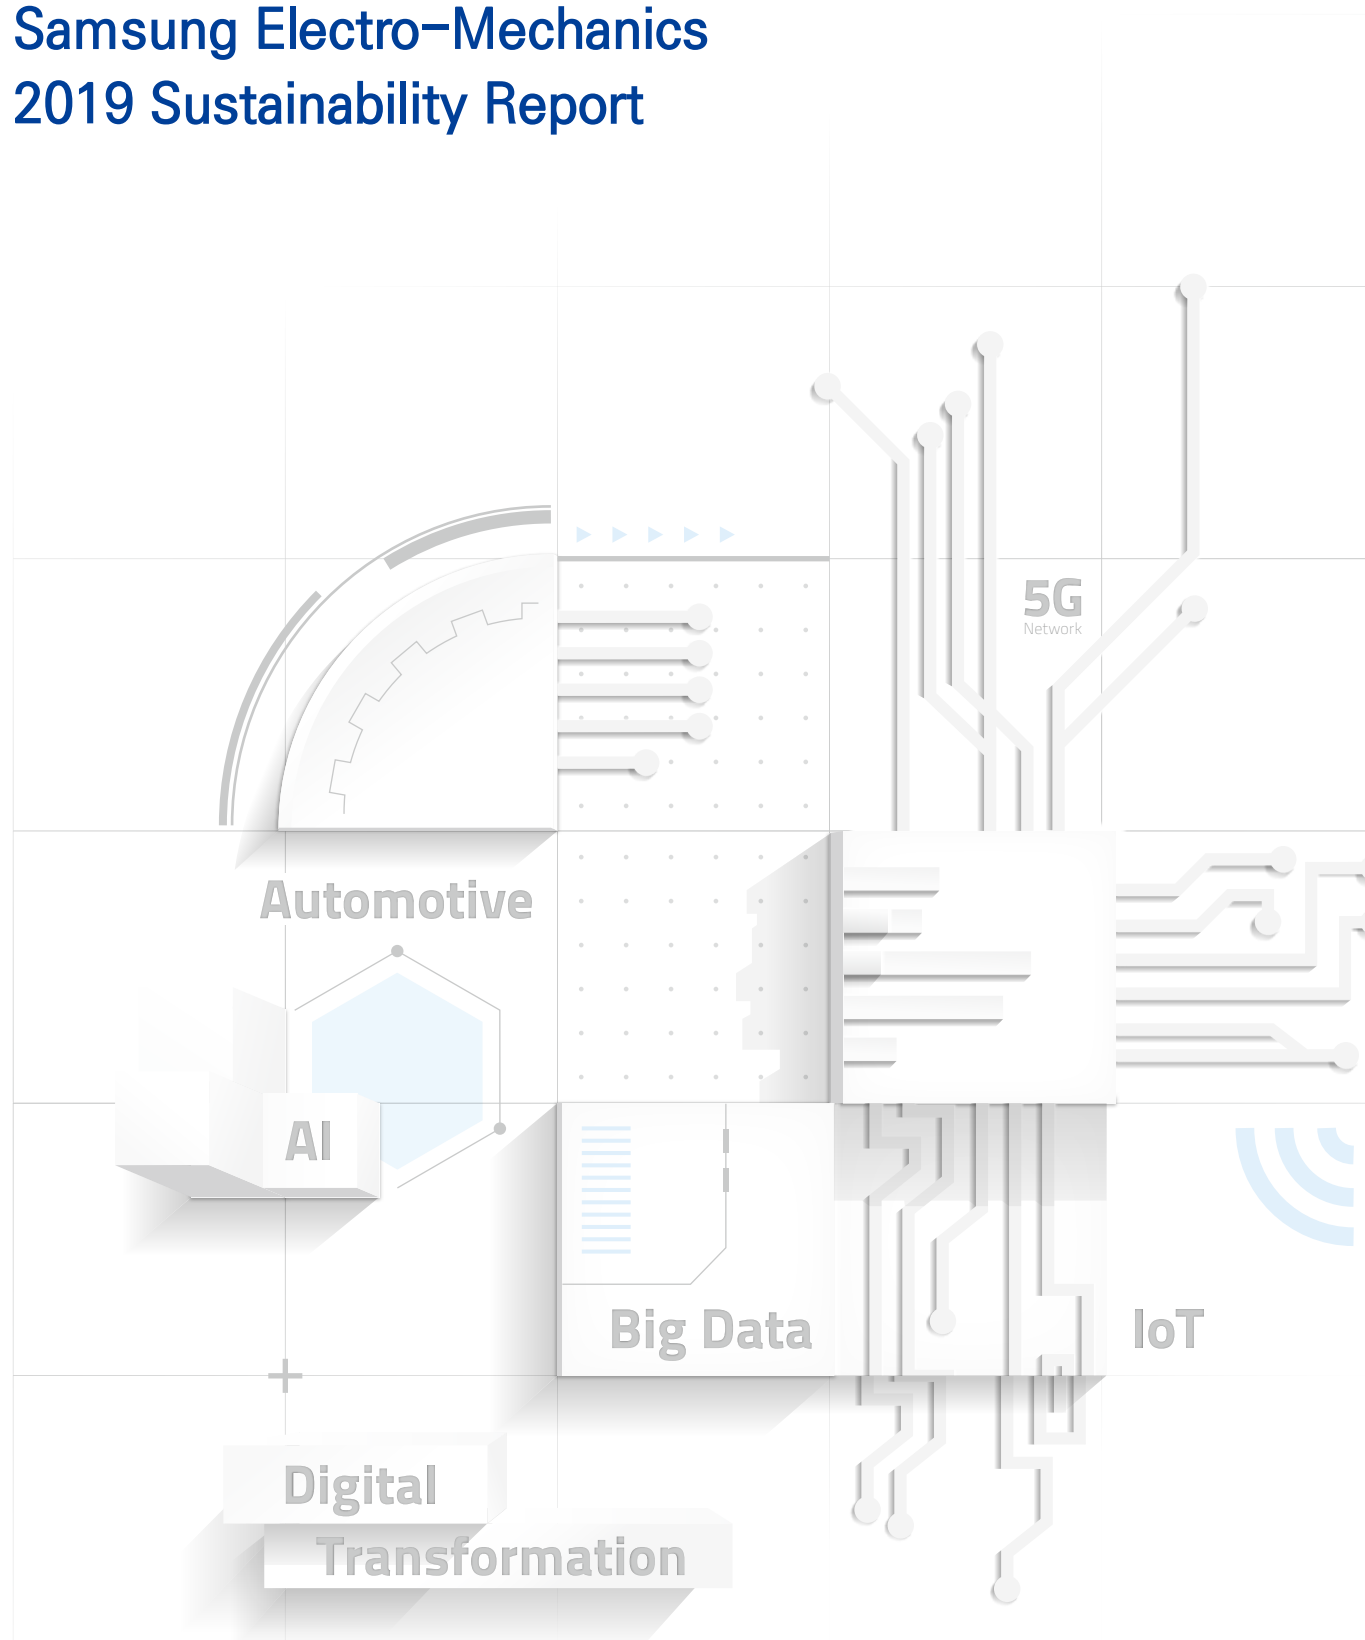 Samsung Electro-Mechanics
2019 Sustainability Report
5G
Network
Automotive
AI
Big Data
IoT
Digital
Transformation